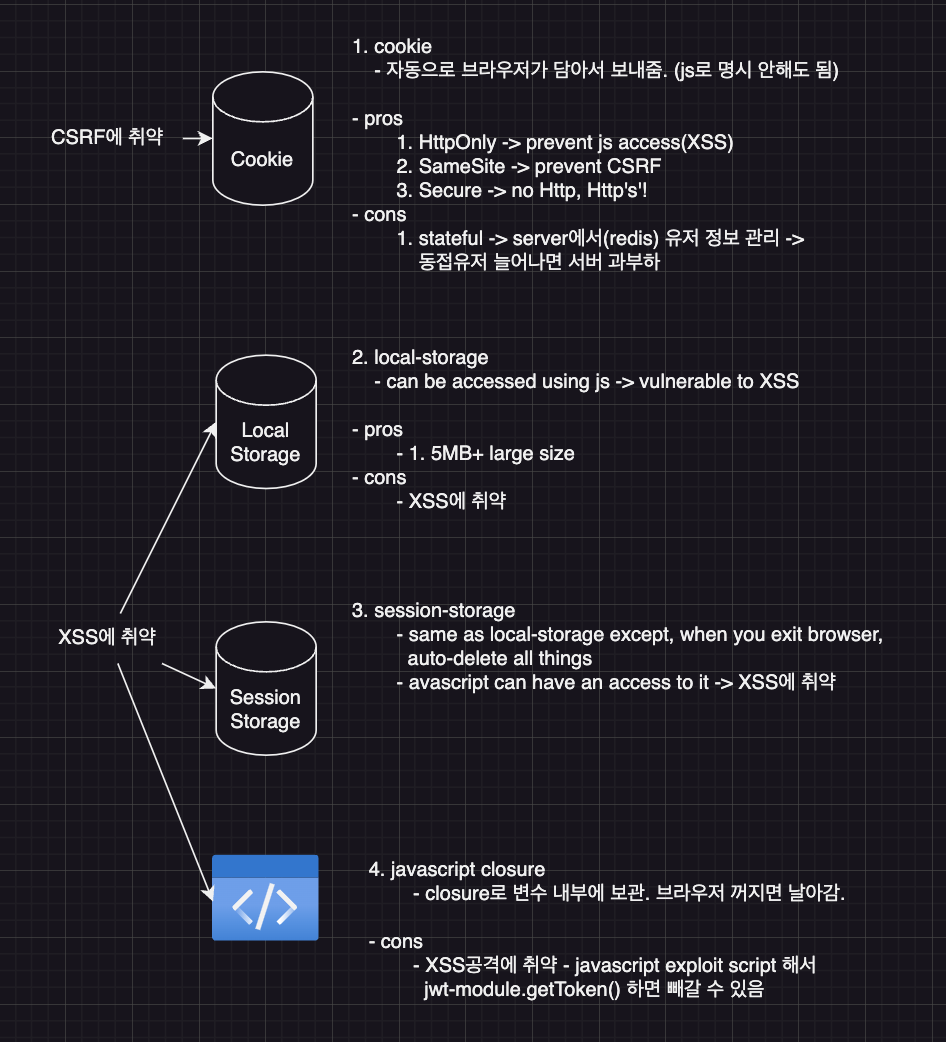 1. cookie
- 자동으로 브라우저가 담아서 보내줌. (js로 명시 안해도 됨)
CSRF에 취약
Cookie
- pros
1. HttpOnly -> prevent js access(XSS)
2. SameSite -> prevent CSRF
3. Secure -> no Http, Http's'!
- cons
1. stateful -> server에서(redis) 유저 정보 관리 ->
동접유저 늘어나면 서버 과부하
2. local-storage
- can be accessed using js -> vulnerable to XSS
Local
Storage
- pros
- 1. 5MB+ large size
- cons
- XSS에 취약
XSS에 취약
3. session-storage
- same as local-storage except, when you exit browser,
auto-delete all things
- avascript can have an access to it -> XSS에 취약
Session
Storage
4. javascript closure
- closure로 변수 내부에 보관. 브라우저 꺼지면 날아감.
- cons
- XSS공격에 취약 - javascript exploit script 해서
jwt-module.getToken() 하면 빼갈 수 있음